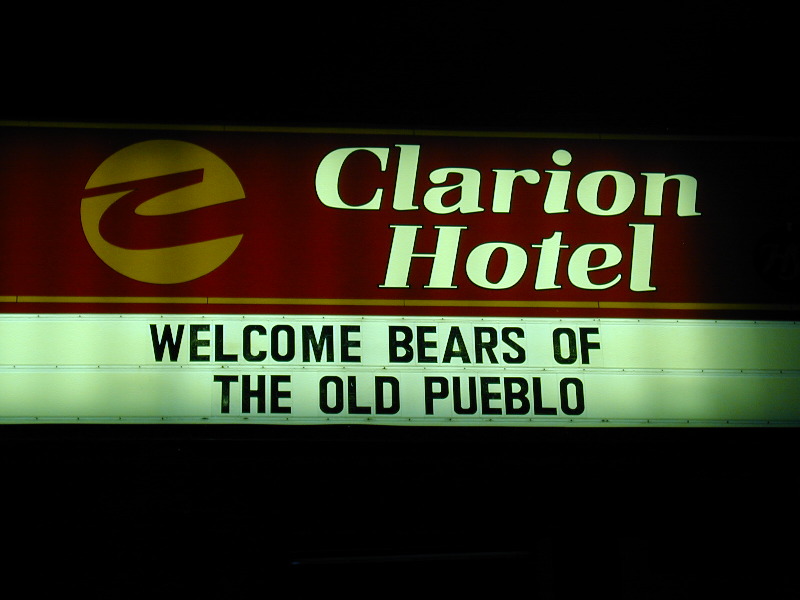 Clarion
Hotel
WELCOME BEARS OF
THE OLD PUEBLO